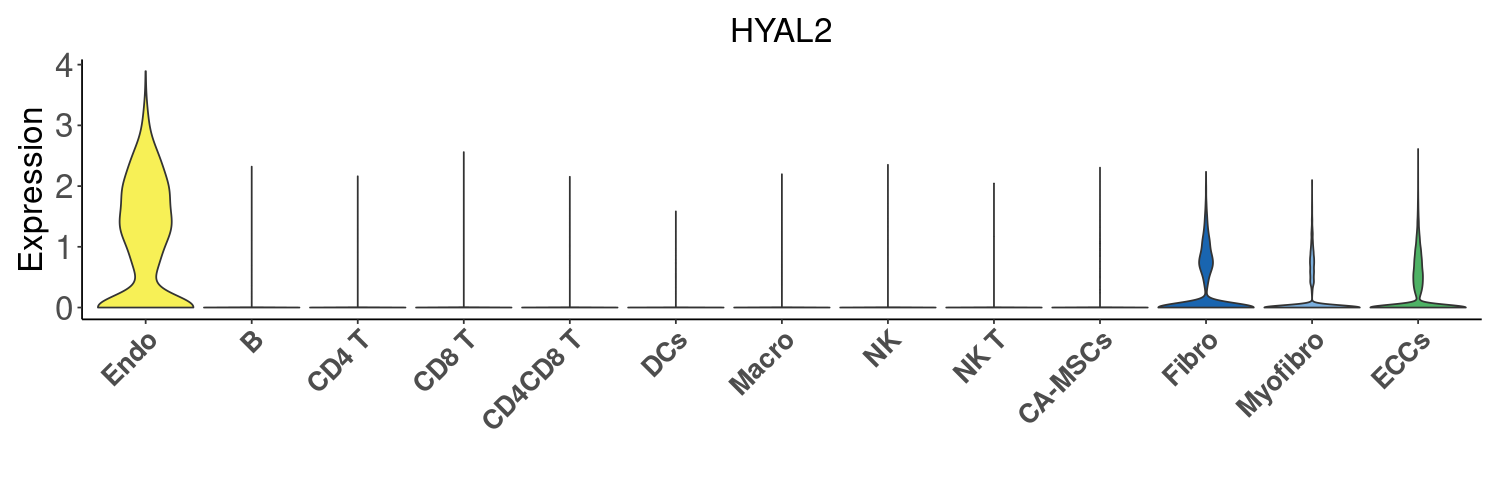 HYAL2
Expression
4
3
2
1
0
Endo
B
CD4 T
CD8 T
CD4CD8 T
DCs
Macro
NK
NK T
CA-MSCs
Fibro
Myofibro
ECCs